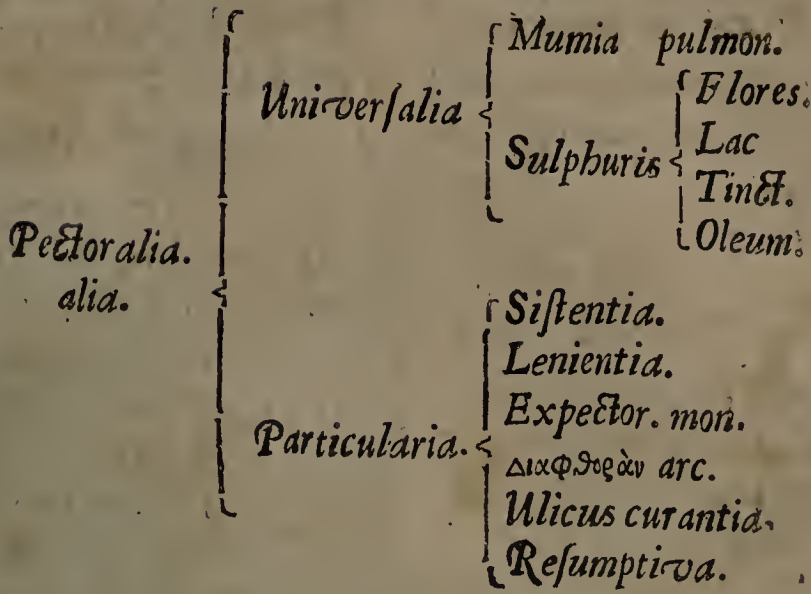 Pectoralia.
alia.
Univerſalia
Mumia pulmon.
Sulphuris
Flores.
Lac
Tinct.
Oleum.
Particularia.
Siſtentia.
Lenientia.
Expector. mon.
Διαφθορὰν arc.
Ulicus curantia.
Reſumptiva.